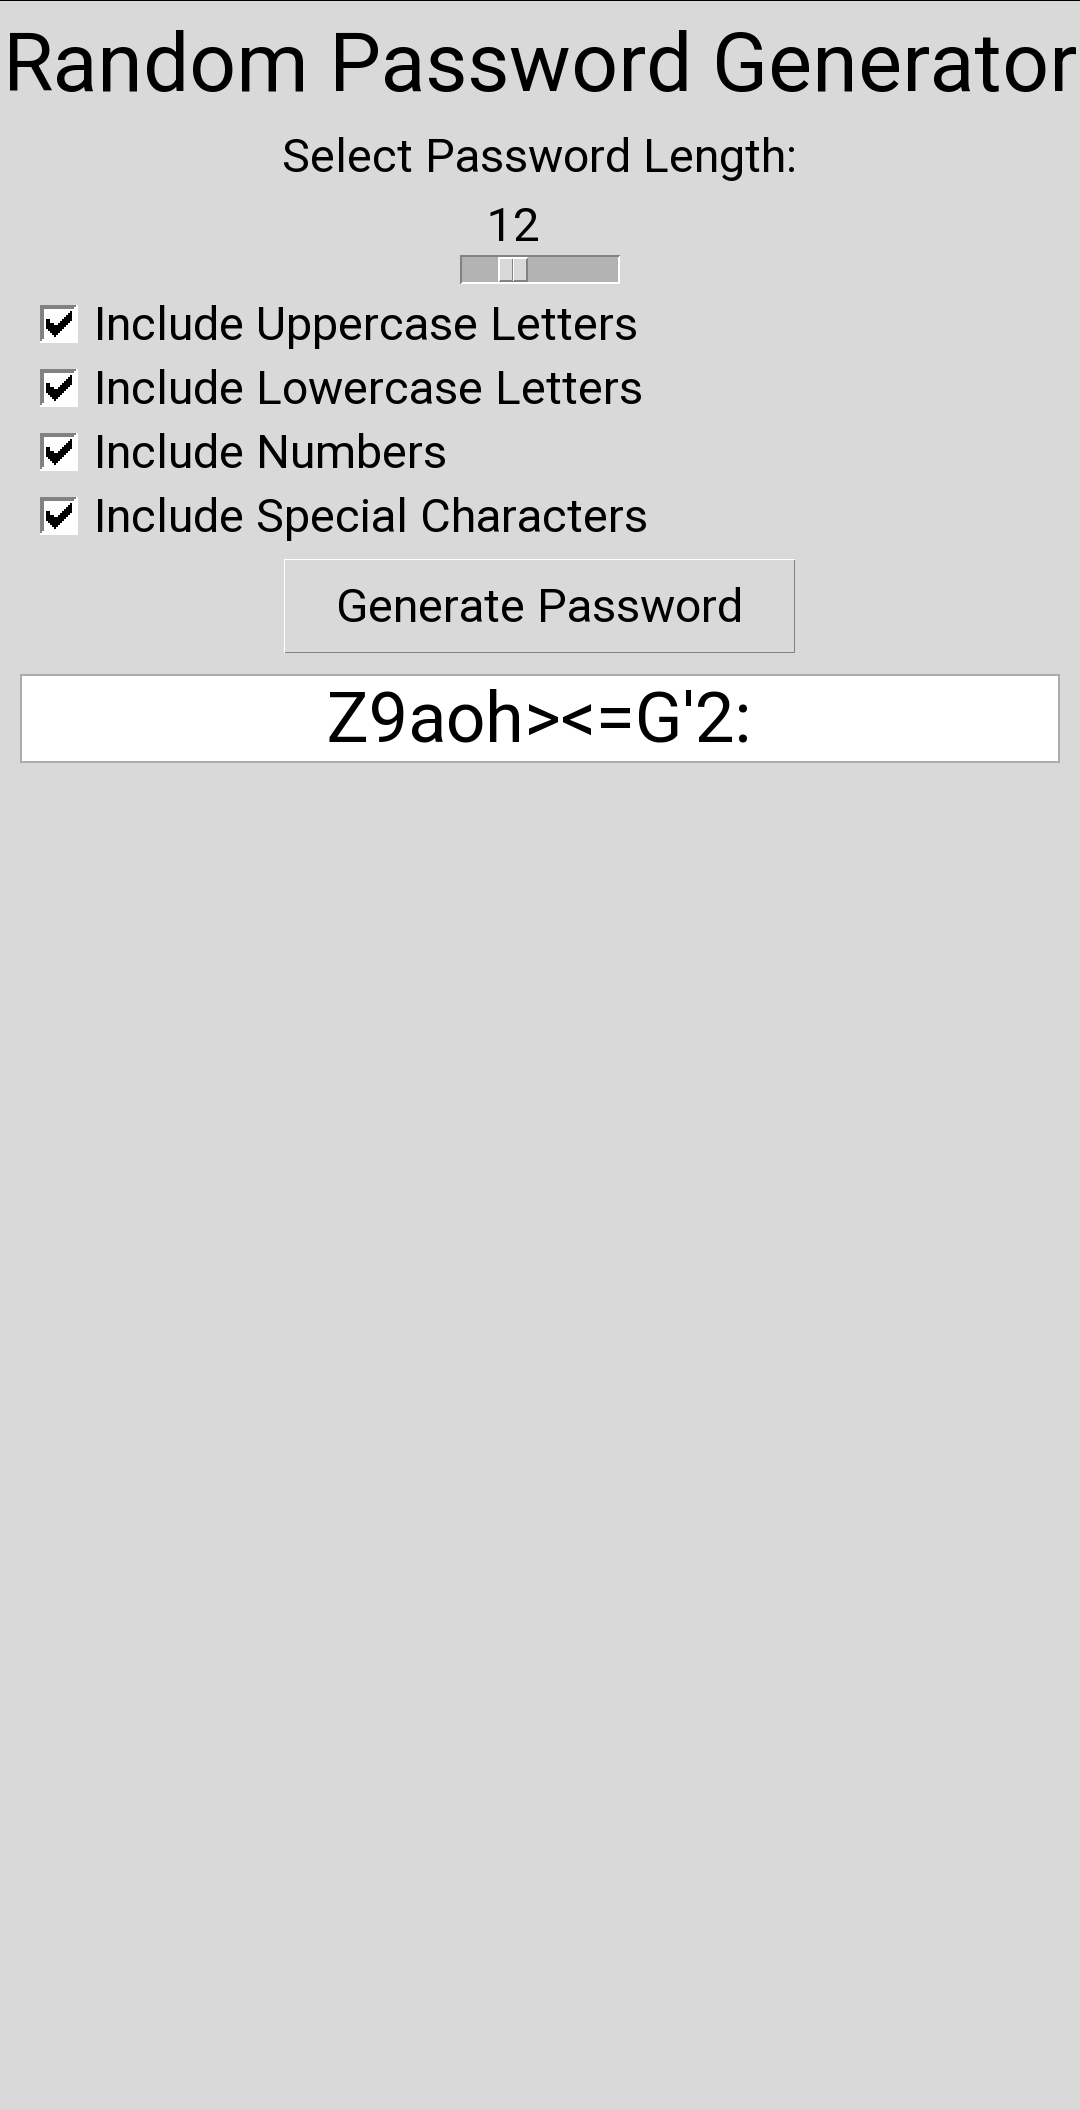 Random Password Generator
Select Password Length:
12
Include Uppercase Letters
Include Lowercase Letters
Include Numbers
Include Special Characters
Generate Password
Z9aoh><=G'2: